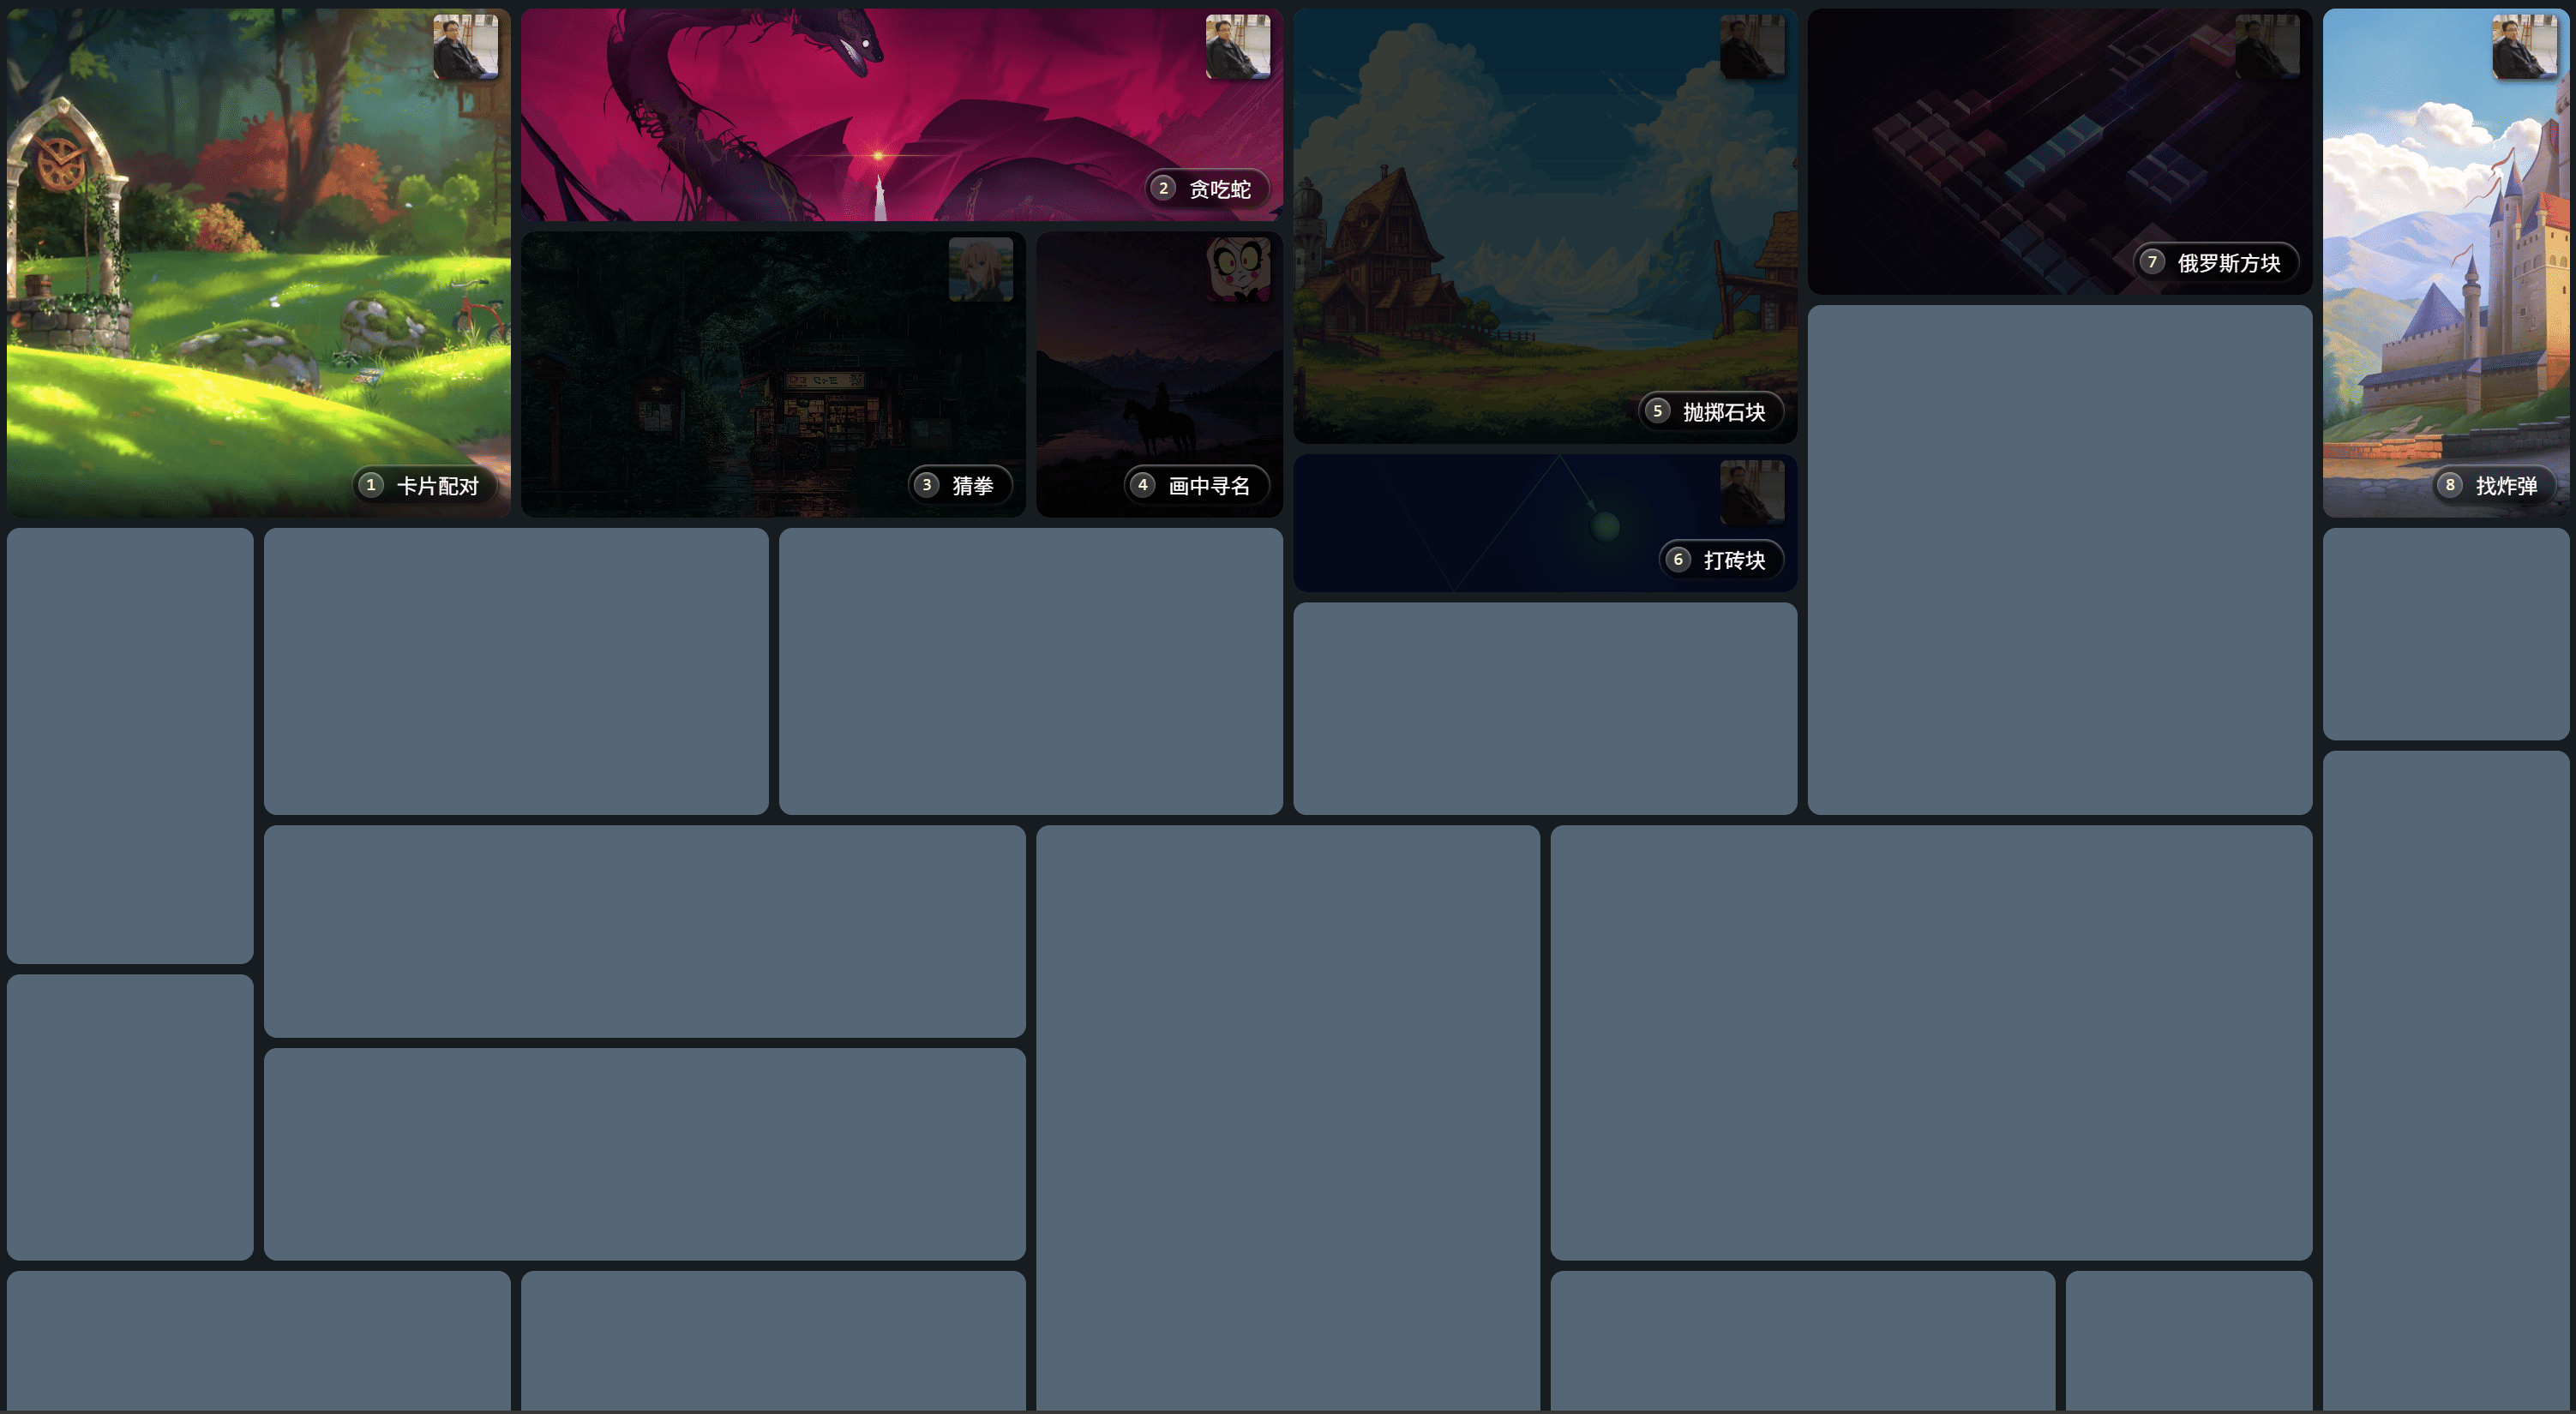 1 卡片配对
2 贪吃蛇
3 猜拳
4 画中寻名
5 抛掷石块
6 打砖块
7 俄罗斯方块
8 找炸弹